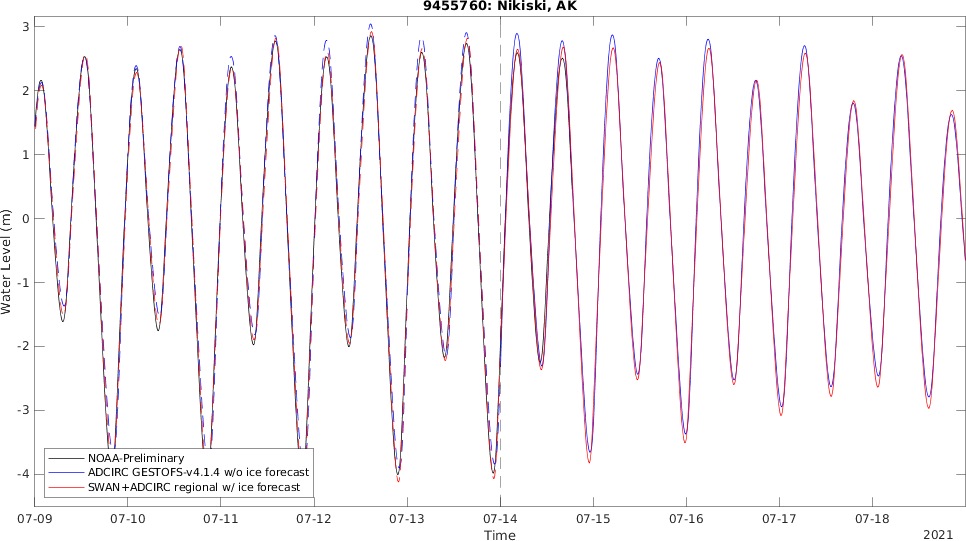 9455760: Nikiski, AK
Water Level (m)
3
2
1
0
-1
-2
-3
-4
NOAA-Preliminary
ADCIRC GESTOFS-v4.1.4 w/o ice forecast
SWAN+ADCIRC regional w/ ice forecast
07-09 07-10 07-11 07-12 07-13 07-14 07-15 07-16 07-17 07-18
Time
2021